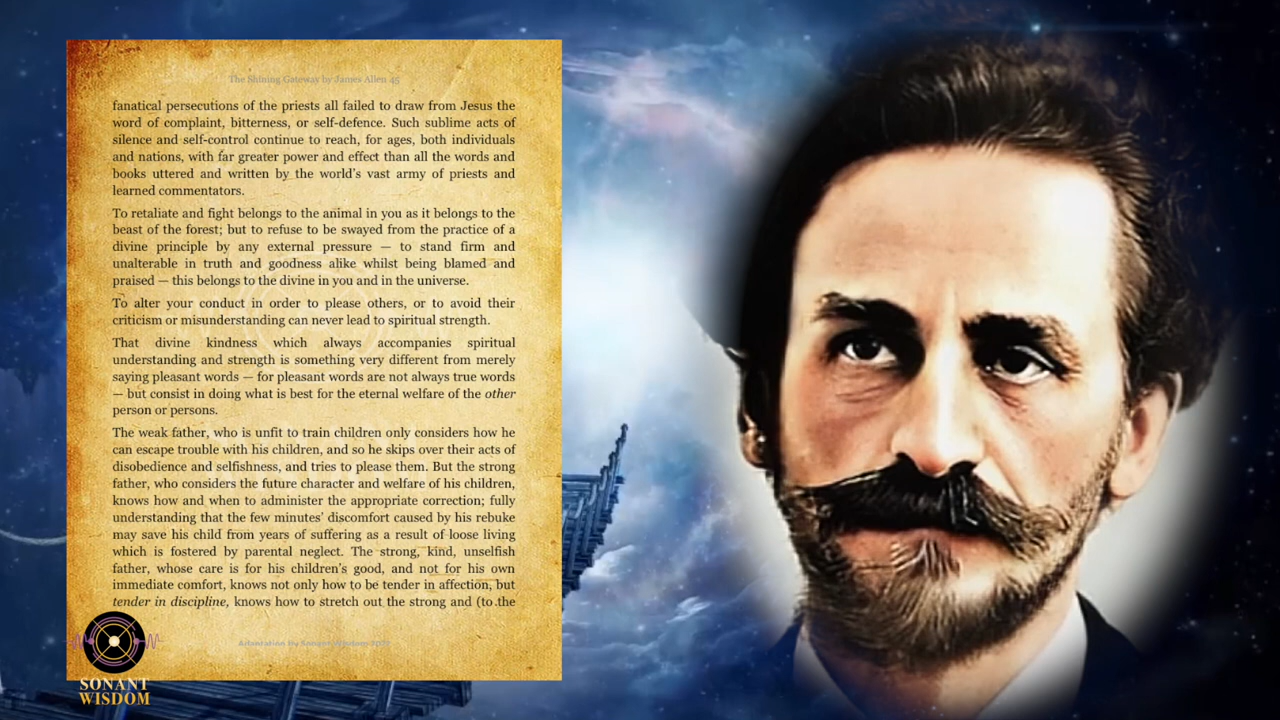 The Shining Gateway by James Allen 45
fanatical persecutions of the priests all failed to draw from Jesus the
word of complaint, bitterness, or self-defence. Such sublime acts of
silence and self-control continue to reach, for ages, both individuals
and nations, with far greater power and effect than all the words and
books uttered and written by the world's vast army of priests and
learned commentators.
To retaliate and fight belongs to the animal in you as it belongs to the
beast of the forest; but to refuse to be swayed from the practice of a
divine principle by any external pressure — to stand firm and
unalterable in truth and goodness alike whilst being blamed and
praised — this belongs to the divine in you and in the universe.
To alter your conduct in order to please others, or to avoid their
criticism or misunderstanding can never lead to spiritual strength.
That divine kindness which always accompanies spiritual
understanding and strength is something very different from merely
saying pleasant words — for pleasant words are not always true words
— but consist in doing what is best for the eternal welfare of the other
person or persons.
The weak father, who is unfit to train children only considers how he
can escape trouble with his children, and so he skips over their acts of
disobedience and selfishness, and tries to please them. But the strong
father, who considers the future character and welfare of his children,
knows how and when to administer the appropriate correction; fully
understanding that the few minutes' discomfort caused by his rebuke
may save his child from years of suffering as a result of loose living
which is fostered by parental neglect. The strong, kind, unselfish
father, whose care is for his children's good, and not for his own
immediate comfort, knows not only how to be tender in affection, but
tender in discipline, knows how to stretch out the strong and (to the
Adaptation by Sonant Wisdom
SONANT
WISDOM